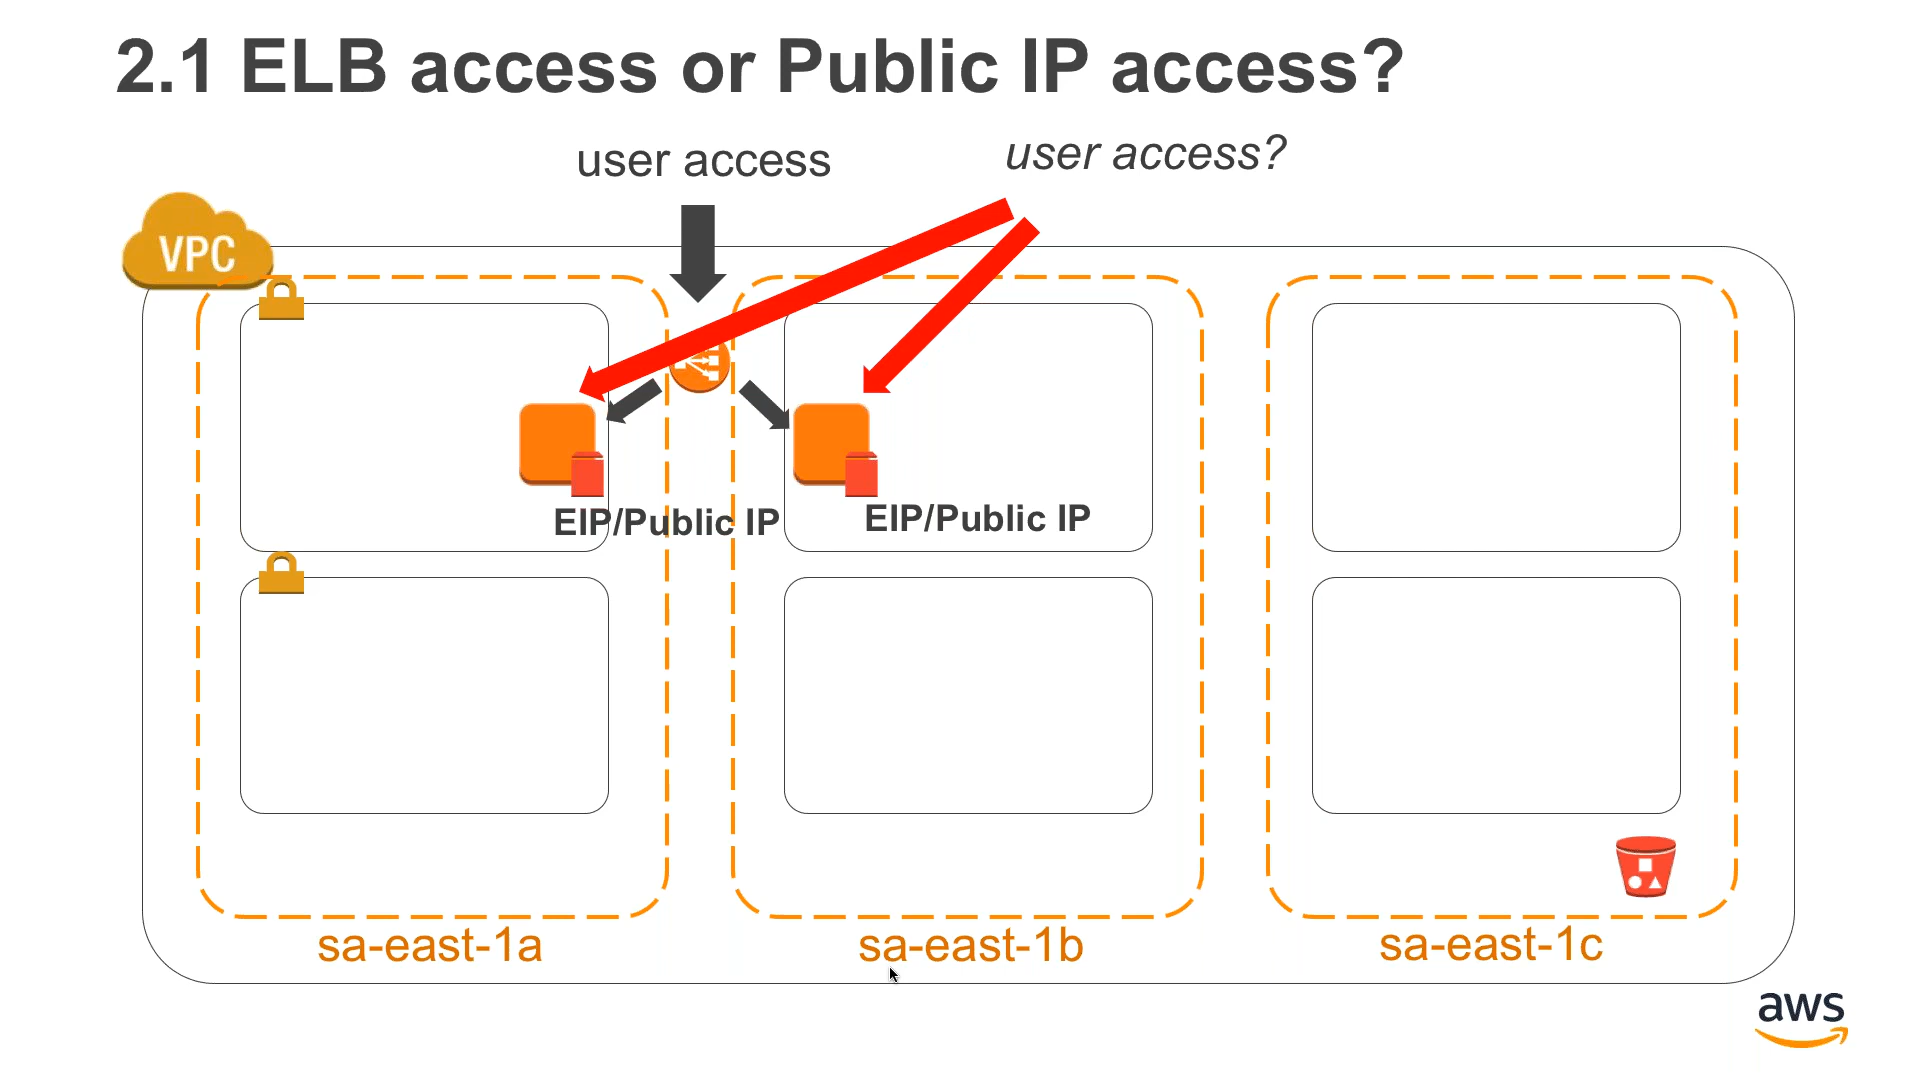 2.1 ELB access or Public IP access?
user access
user access?
VPC
EIP/Public IP
EIP/Public IP
sa-east-1a
sa-east-1b
sa-east-1c
aws